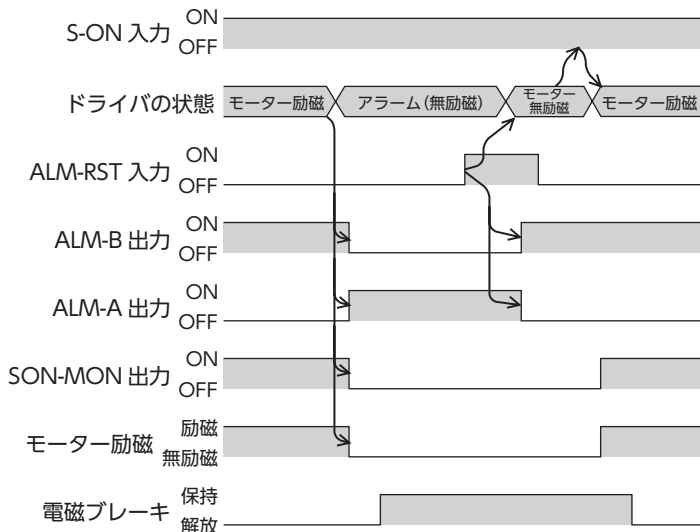 S-ON 入力 ON
OFF
ドライバの状態 モーター励磁 アラーム(無励磁) モーター
無励磁 モーター励磁
ALM-RST 入力 ON
OFF
ALM-B 出力 ON
OFF
ALM-A 出力 ON
OFF
SON-MON 出力 ON
OFF
モーター励磁 励磁
無励磁
電磁ブレーキ 保持
解放